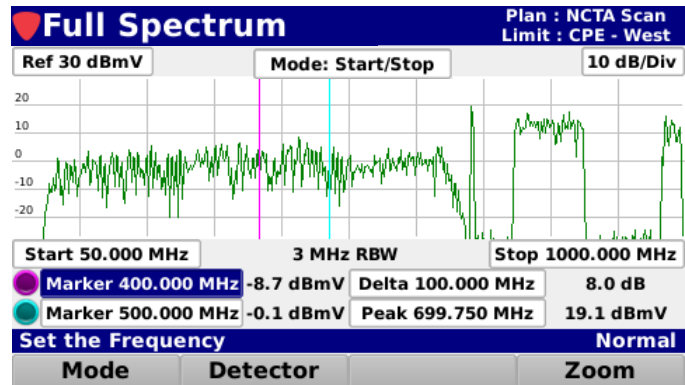 Full Spectrum
Plan : NCTA Scan
Limit : CPE - West
Ref 30 dBmV
Mode: Start/Stop
10 dB/Div
20
10
0
-10
-20
Start 50.000 MHz
3 MHz RBW
Stop 1000.000 MHz
Marker 400.000 MHz -8.7 dBmV Delta 100.000 MHz 8.0 dB
Marker 500.000 MHz -0.1 dBmV Peak 699.750 MHz 19.1 dBmV
Set the Frequency
Normal
Mode
Detector
Zoom